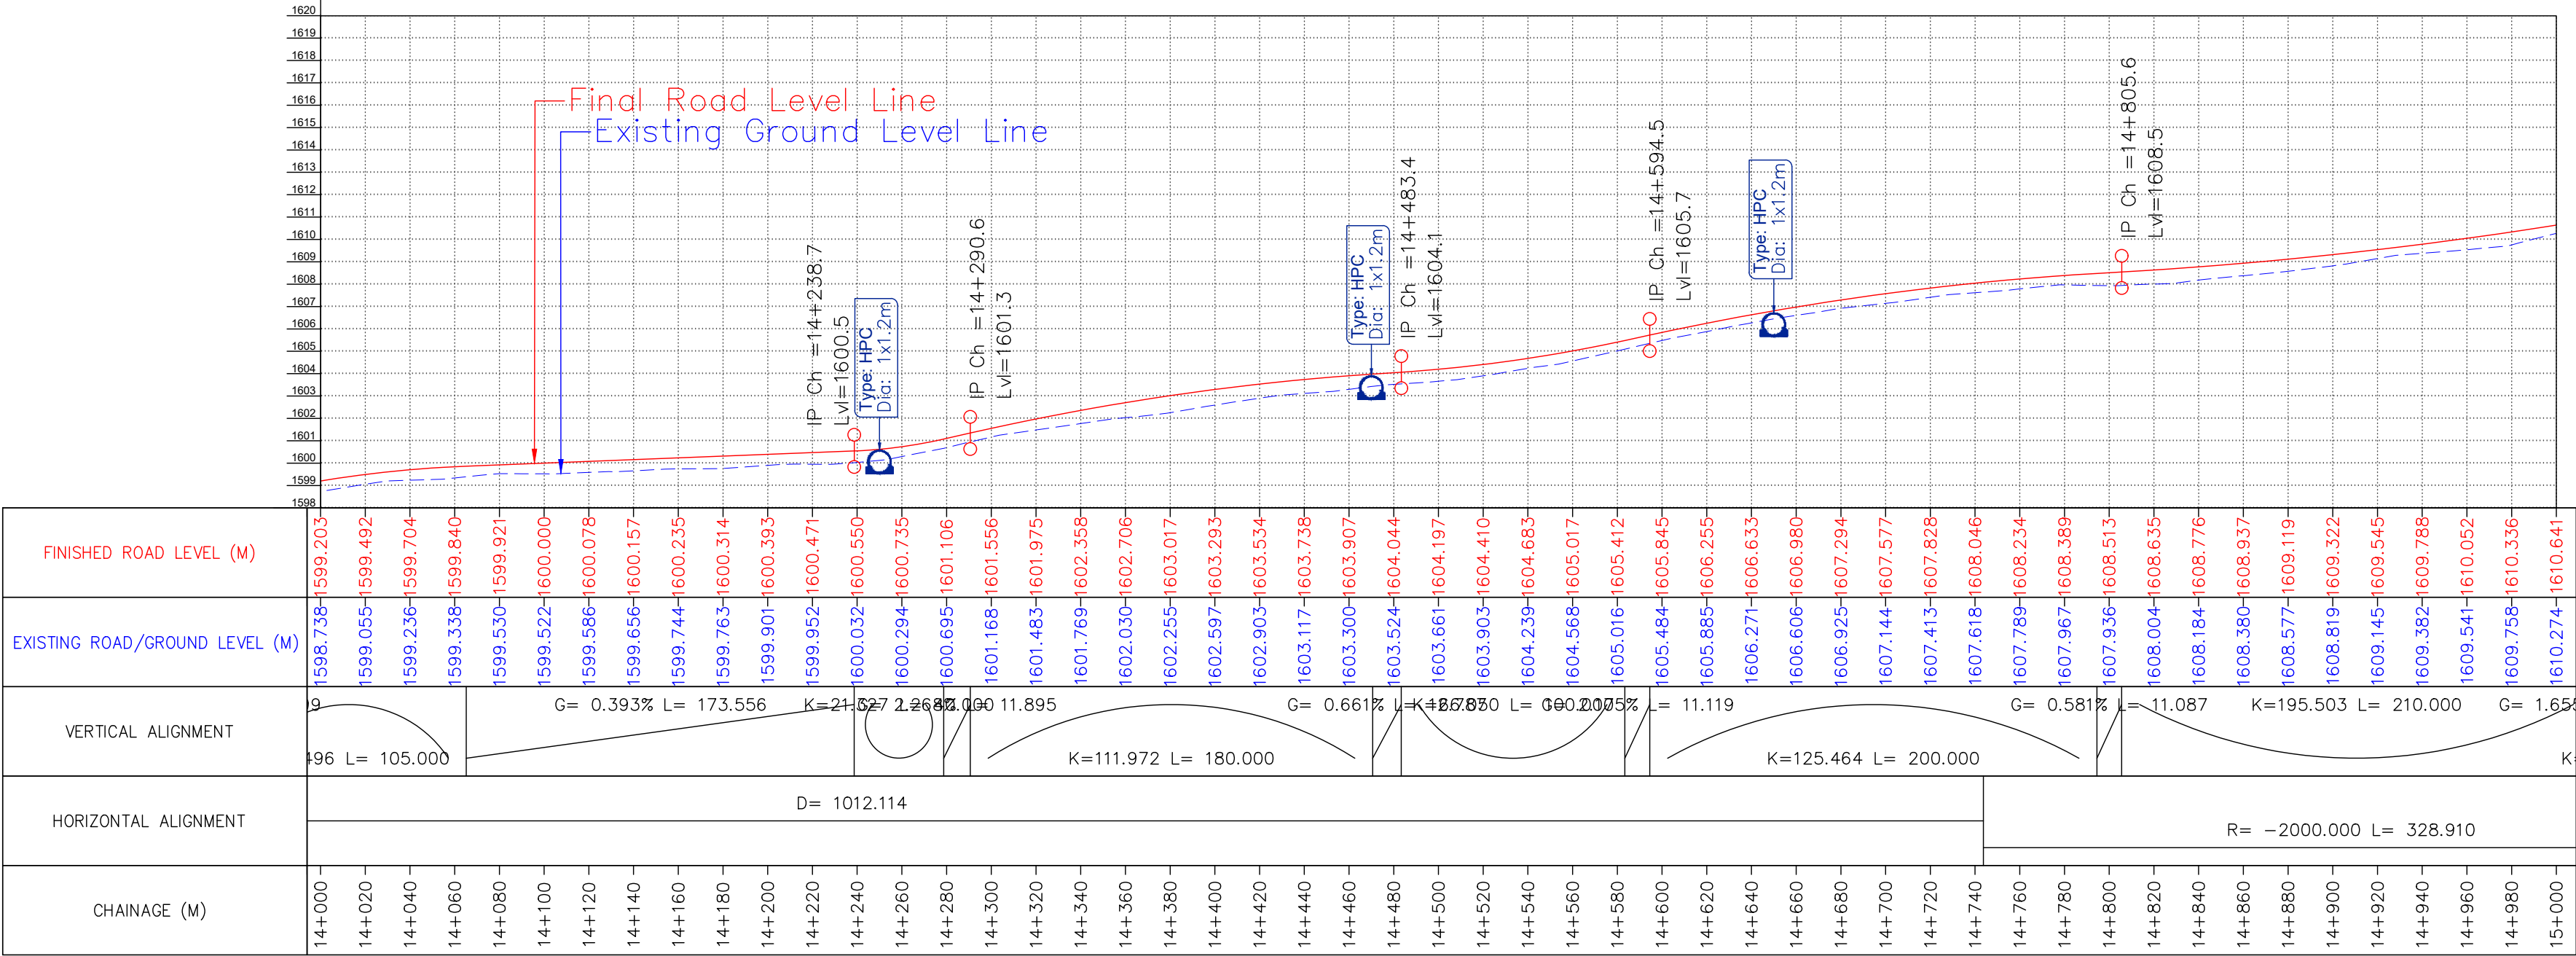 1620
1619
1618
1617
1616
1615
1614
1613
1612
1611
1610
1609
1608
1607
1606
1605
1604
1603
1602
1601
1600
1599
1598
Final Road Level Line
Existing Ground Level Line
IP Ch =14+238.7
Lvl=1600.5
Type: HPC
Dia: 1x1.2m
IP Ch =14+290.6
Lvl=1601.3
Type: HPC
Dia: 1x1.2m
IP Ch =14+483.4
Lvl=1604.1
IP Ch =14+594.5
Lvl=1605.7
Type: HPC
Dia: 1x1.2m
IP Ch =14+805.6
Lvl=1608.5
FINISHED ROAD LEVEL (M)
1599.203 1599.492 1599.704 1599.840 1599.921 1600.000 1600.078 1600.157 1600.235 1600.314 1600.393 1600.471 1600.550 1600.735 1601.106 1601.556 1601.975 1602.358 1602.706 1603.017 1603.293 1603.534 1603.738 1603.907 1604.044 1604.197 1604.410 1604.683 1605.017 1605.412 1605.845 1606.255 1606.633 1606.980 1607.294 1607.577 1607.828 1608.046 1608.234 1608.389 1608.513 1608.635 1608.776 1608.937 1609.119 1609.322 1609.545 1609.788 1610.052 1610.336 1610.641
EXISTING ROAD/GROUND LEVEL (M)
1598.738 1599.055 1599.236 1599.338 1599.530 1599.522 1599.586 1599.656 1599.744 1599.763 1599.901 1599.952 1600.032 1600.294 1600.695 1601.168 1601.483 1601.769 1602.030 1602.255 1602.597 1602.903 1603.117 1603.300 1603.524 1603.661 1603.903 1604.239 1604.568 1605.016 1605.484 1605.885 1606.271 1606.606 1606.925 1607.144 1607.413 1607.618 1607.789 1607.967 1607.936 1608.004 1608.184 1608.380 1608.577 1608.819 1609.145 1609.382 1609.541 1609.758 1610.274
VERTICAL ALIGNMENT
G= 0.393% L= 173.556
11.895
G= 0.661% L=
L= 11.119
G= 0.581% L= 11.087
K=195.503 L= 210.000
G= 1.655
496 L= 105.000
K=111.972 L= 180.000
K=125.464 L= 200.000
K=
HORIZONTAL ALIGNMENT
D= 1012.114
R= -2000.000 L= 328.910
CHAINAGE (M)
14+000 14+020 14+040 14+060 14+080 14+100 14+120 14+140 14+160 14+180 14+200 14+220 14+240 14+260 14+280 14+300 14+320 14+340 14+360 14+380 14+400 14+420 14+440 14+460 14+480 14+500 14+520 14+540 14+560 14+580 14+600 14+620 14+640 14+660 14+680 14+700 14+720 14+740 14+760 14+780 14+800 14+820 14+840 14+860 14+880 14+900 14+920 14+940 14+960 14+980 15+000